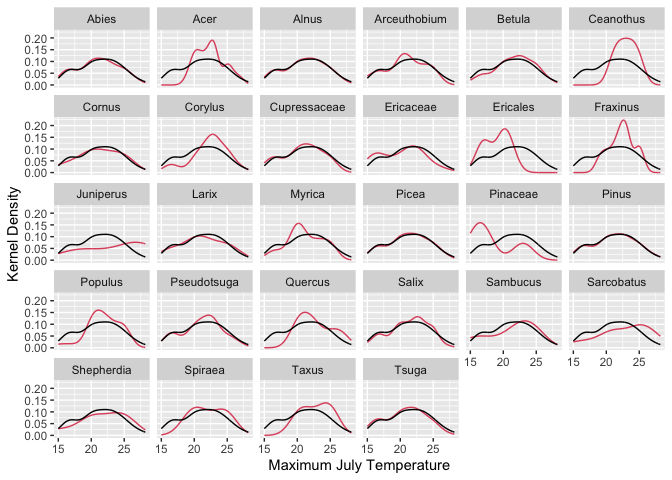 Abies Acer Alnus Arceuthobium Betula Ceanothus
0.20
0.15
0.10
0.05
0.00
Cornus Corylus Cupressaceae Ericaceae Ericales Fraxinus
0.20
0.15
0.10
0.05
0.00
Juniperus Larix Myrica Picea Pinaceae Pinus
0.20
0.15
0.10
0.05
0.00
Populus Pseudotsuga Quercus Salix Sambucus Sarcobatus
0.20
0.15
0.10
0.05
0.00
15 20 25 15 20 25
Shepherdia Spiraea Taxus Tsuga
0.20
0.15
0.10
0.05
0.00
15 20 25 15 20 25 15 20 25 15 20 25
Maximum July Temperature
Kernel Density